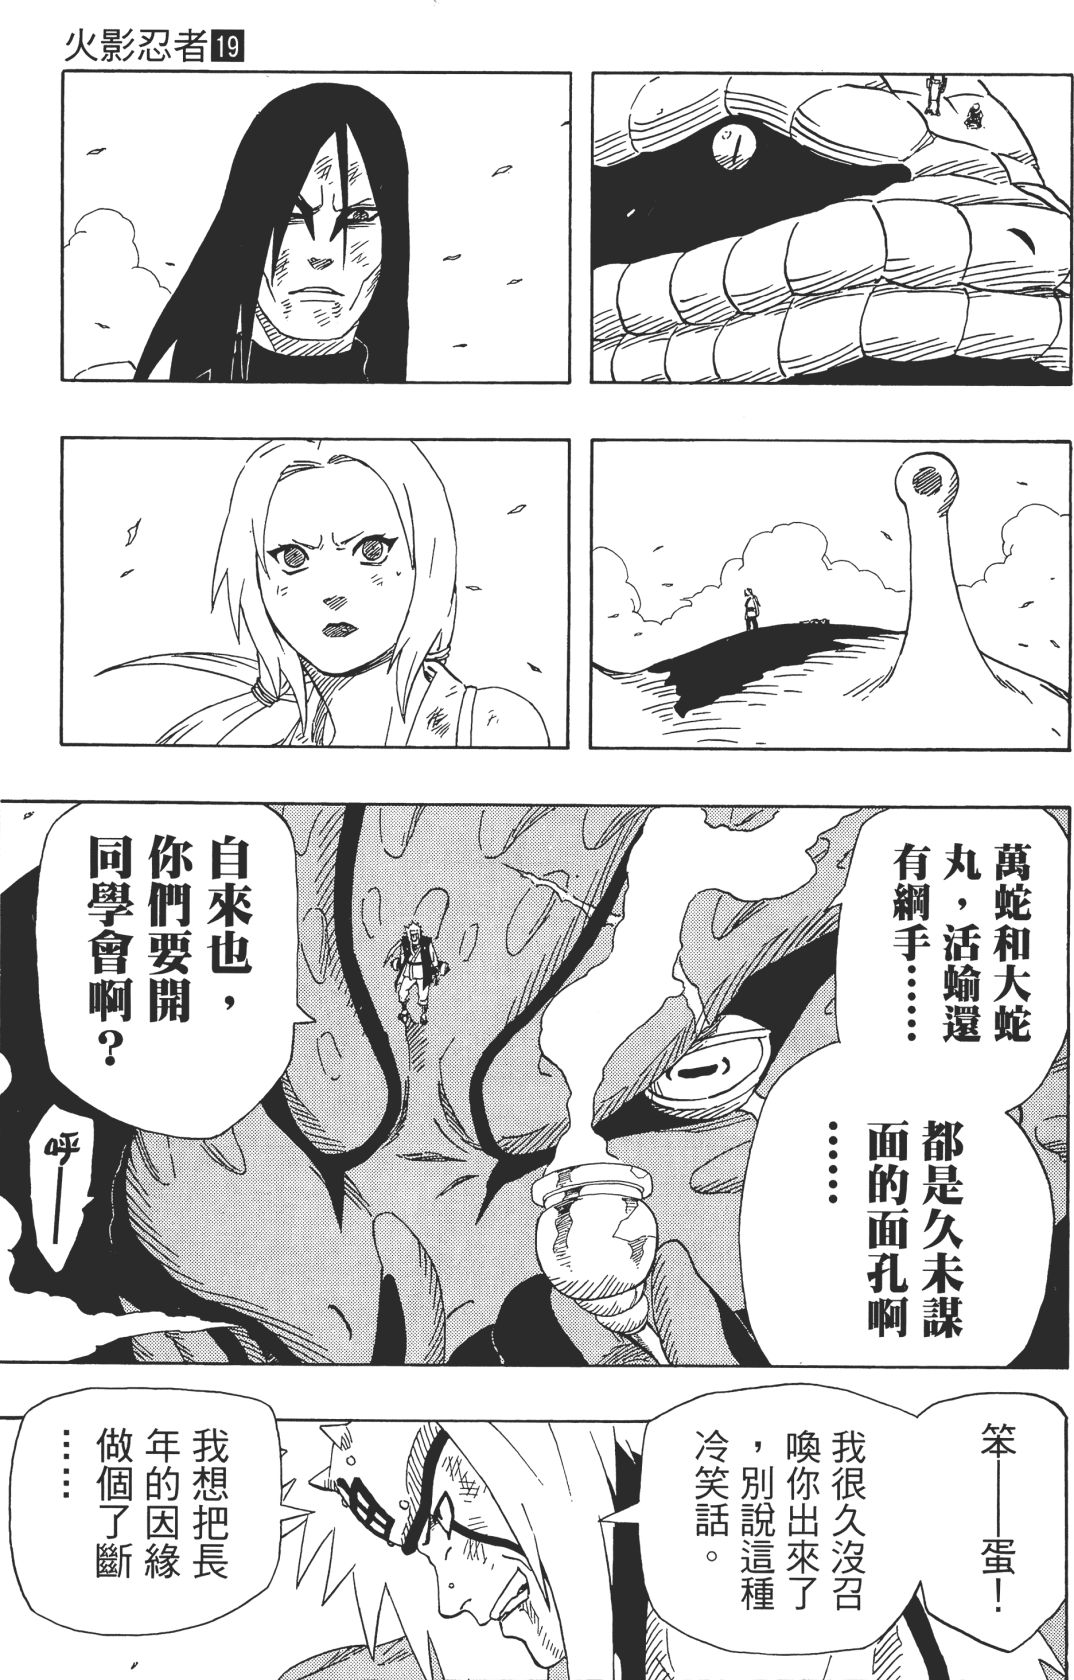 火影忍者19
萬蛇和大蛇
丸，活蝓還
有綱手⋯⋯
都是久未謀
面的面孔啊
⋯⋯
自來也，
你們要開
同學會啊？
呼—
笨——蛋！
我很久沒召
喚你出來了
，別說這種
冷笑話。
我想把長
年的因緣
做個了斷
⋯⋯